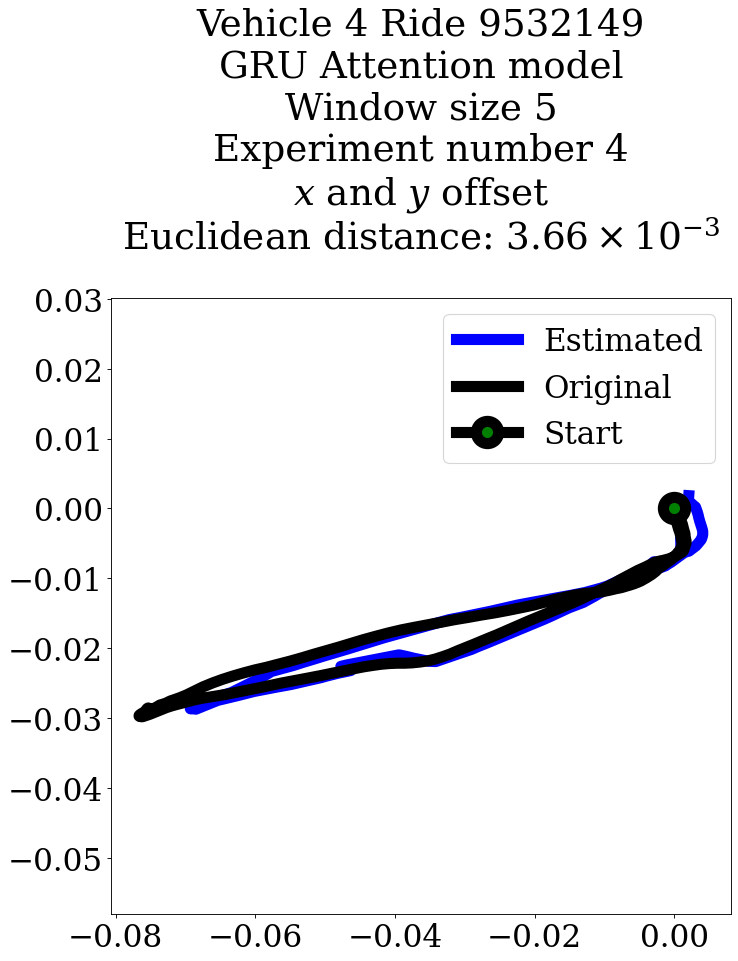 Vehicle 4 Ride 9532149
GRU Attention model
Window size 5
Experiment number 4
x and y offset
Euclidean distance: 3.66 × 10⁻³
0.03
0.02
0.01
0.00
−0.01
−0.02
−0.03
−0.04
−0.05
Estimated
Original
Start
−0.08 −0.06 −0.04 −0.02 0.00